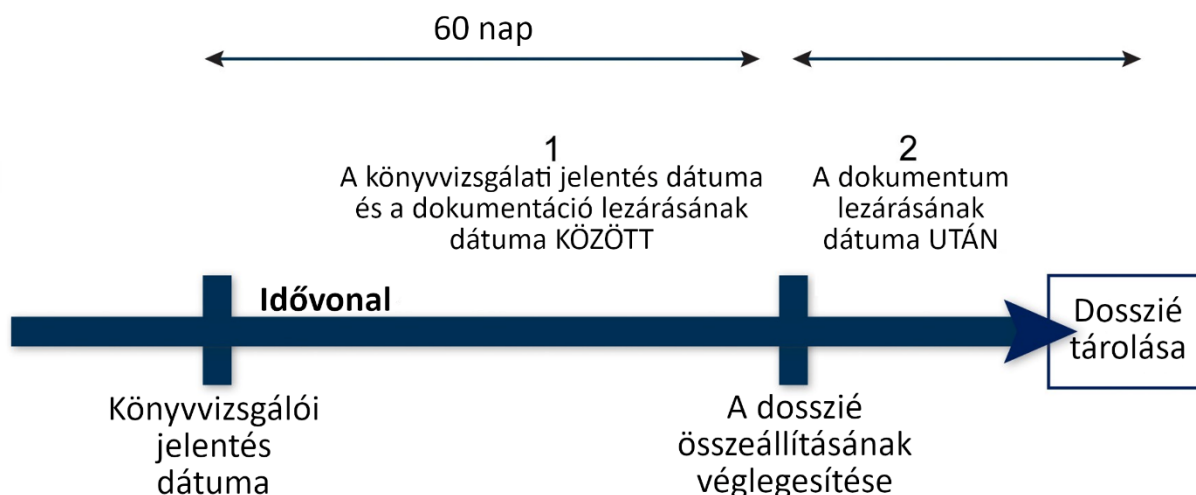 60 nap
1
A könyvvizsgálati jelentés dátuma
és a dokumentáció lezárásának
dátuma KÖZÖTT
2
A dokumentum
lezárásának
dátuma UTÁN
Idővonal
Dosszié
tárolása
Könyvvizsgálói
jelentés
dátuma
A dosszié
összeállításának
véglegesítése